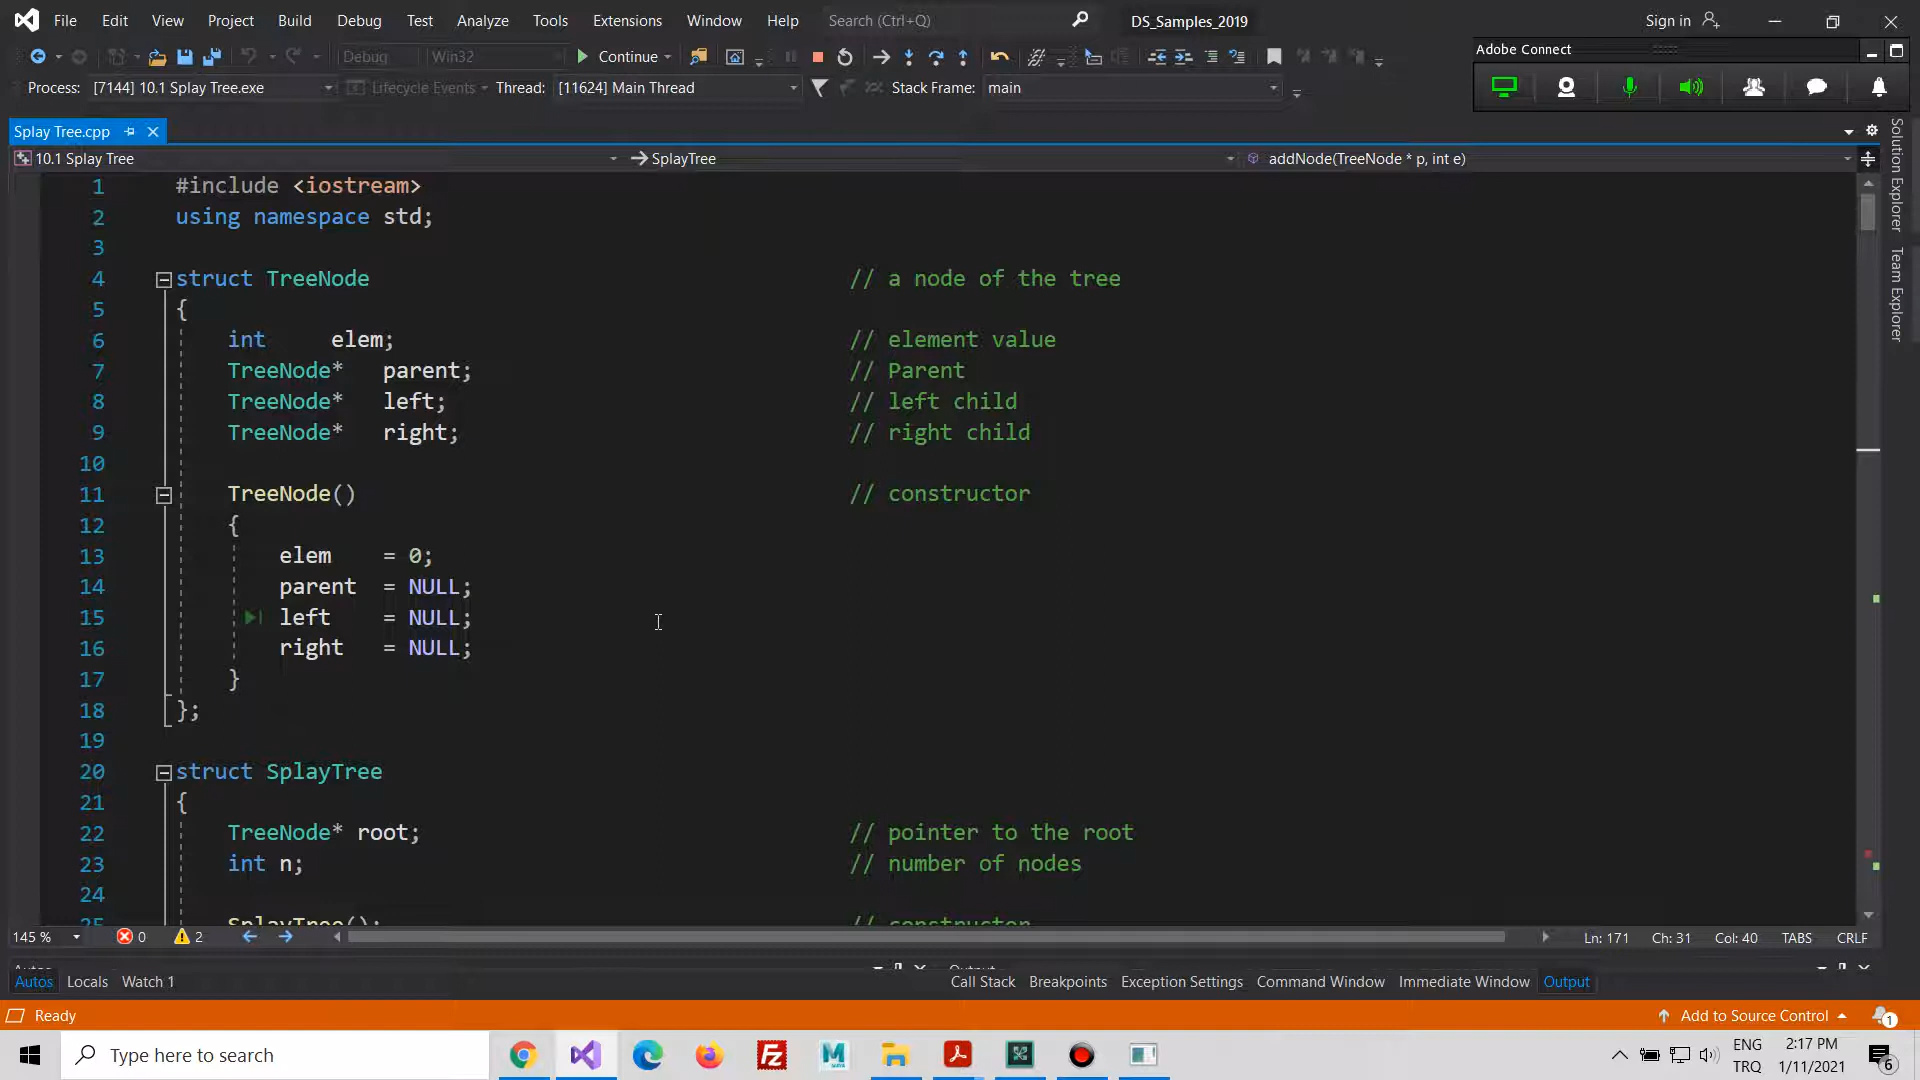 File Edit View Project Build Debug Test Analyze Tools Extensions Window Help Search (Ctrl+Q) DS_Samples_2019 Sign in
Debug Win32 Continue
Adobe Connect
Process: [7144] 10.1 Splay Tree.exe Lifecycle Events Thread: [11624] Main Thread Stack Frame: main
Splay Tree.cpp
10.1 Splay Tree SplayTree addNode(TreeNode * p, int e)
Solution Explorer
Team Explorer
1 #include <iostream>
2 using namespace std;
3
4 struct TreeNode // a node of the tree
5 {
6 int elem; // element value
7 TreeNode* parent; // Parent
8 TreeNode* left; // left child
9 TreeNode* right; // right child
10
11 TreeNode() // constructor
12 {
13 elem = 0;
14 parent = NULL;
15 left = NULL;
16 right = NULL;
17 }
18 };
19
20 struct SplayTree
21 {
22 TreeNode* root; // pointer to the root
23 int n; // number of nodes
24
25 SplayTree(); // constructor
145 % 0 2 Ln: 171 Ch: 31 Col: 40 TABS CRLF
Autos Output
Autos Locals Watch 1 Call Stack Breakpoints Exception Settings Command Window Immediate Window Output
Ready Add to Source Control 1
Type here to search ENG 2:17 PM
TRQ 1/11/2021 6